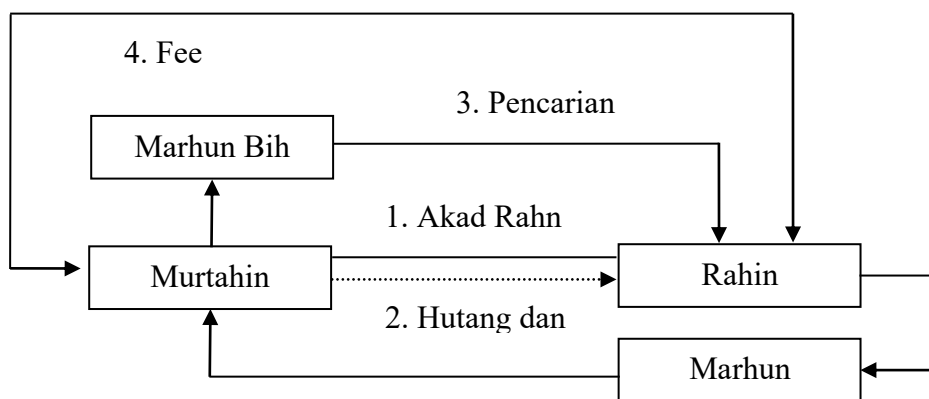 4. Fee
3. Pencarian
Marhun Bih
1. Akad Rahn
Murtahin
Rahin
2. Hutang dan
Marhun